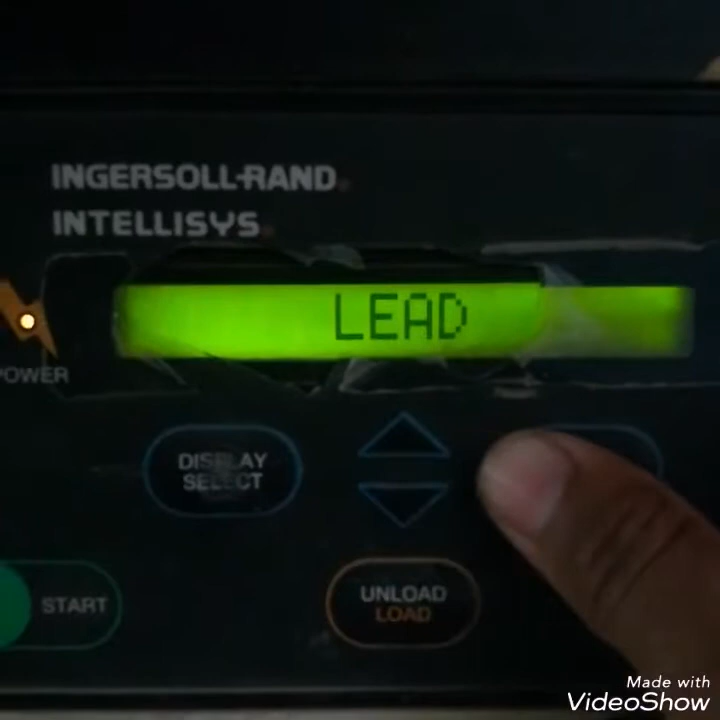 INGERSOLL-RAND
INTELLISYS
LEAD
POWER
DISPLAY
SELECT
START
UNLOAD
LOAD
Made with
VideoShow